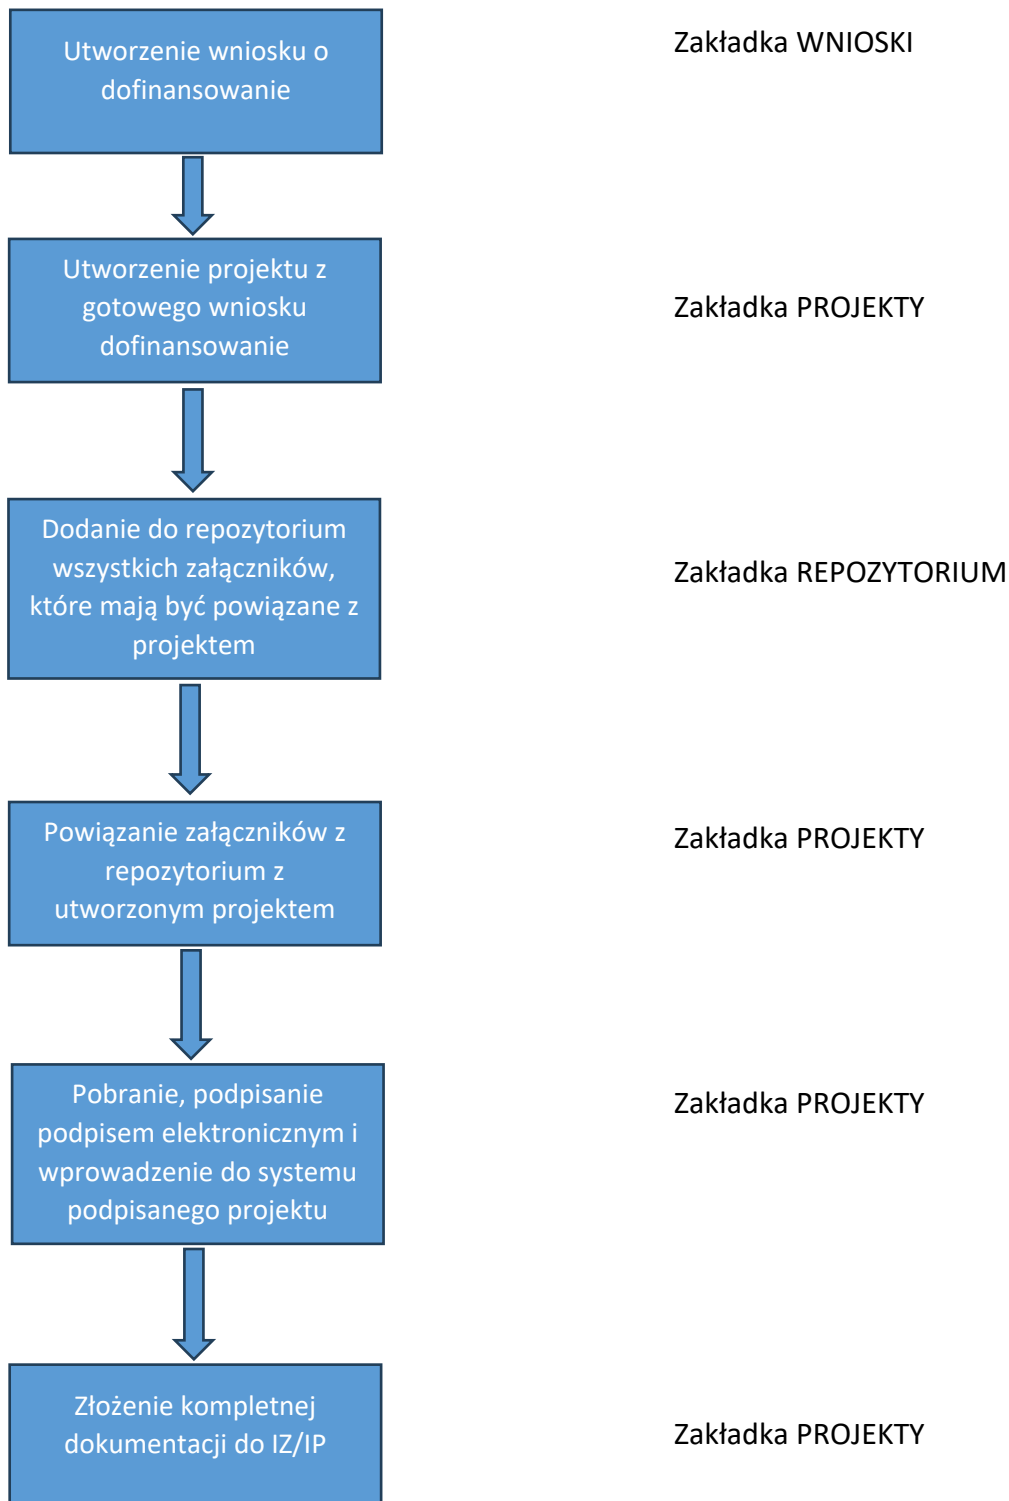 Utworzenie wniosku o
dofinansowanie
Zakładka WNIOSKI
Utworzenie projektu z
gotowego wniosku
dofinansowanie
Zakładka PROJEKTY
Dodanie do repozytorium
wszystkich załączników,
które mają być powiązane z
projektem
Zakładka REPOZYTORIUM
Powiązanie załączników z
repozytorium z
utworzonym projektem
Zakładka PROJEKTY
Pobranie, podpisanie
podpisem elektronicznym i
wprowadzenie do systemu
podpisanego projektu
Zakładka PROJEKTY
Złożenie kompletnej
dokumentacji do IZ/IP
Zakładka PROJEKTY